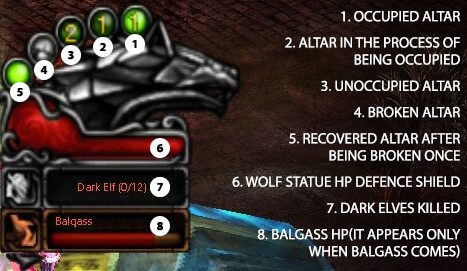 1. OCCUPIED ALTAR
2. ALTAR IN THE PROCESS OF
BEING OCCUPIED
3. UNOCCUPIED ALTAR
4. BROKEN ALTAR
5. RECOVERED ALTAR AFTER
BEING BROKEN ONCE
6. WOLF STATUE HP DEFENCE SHIELD
7. DARK ELVES KILLED
8. BALGASS HP(IT APPEARS ONLY
WHEN BALGASS COMES)
2 1 1
5 4 3 2 1
6
Dark Elf (0/12) 7
Balgass 8